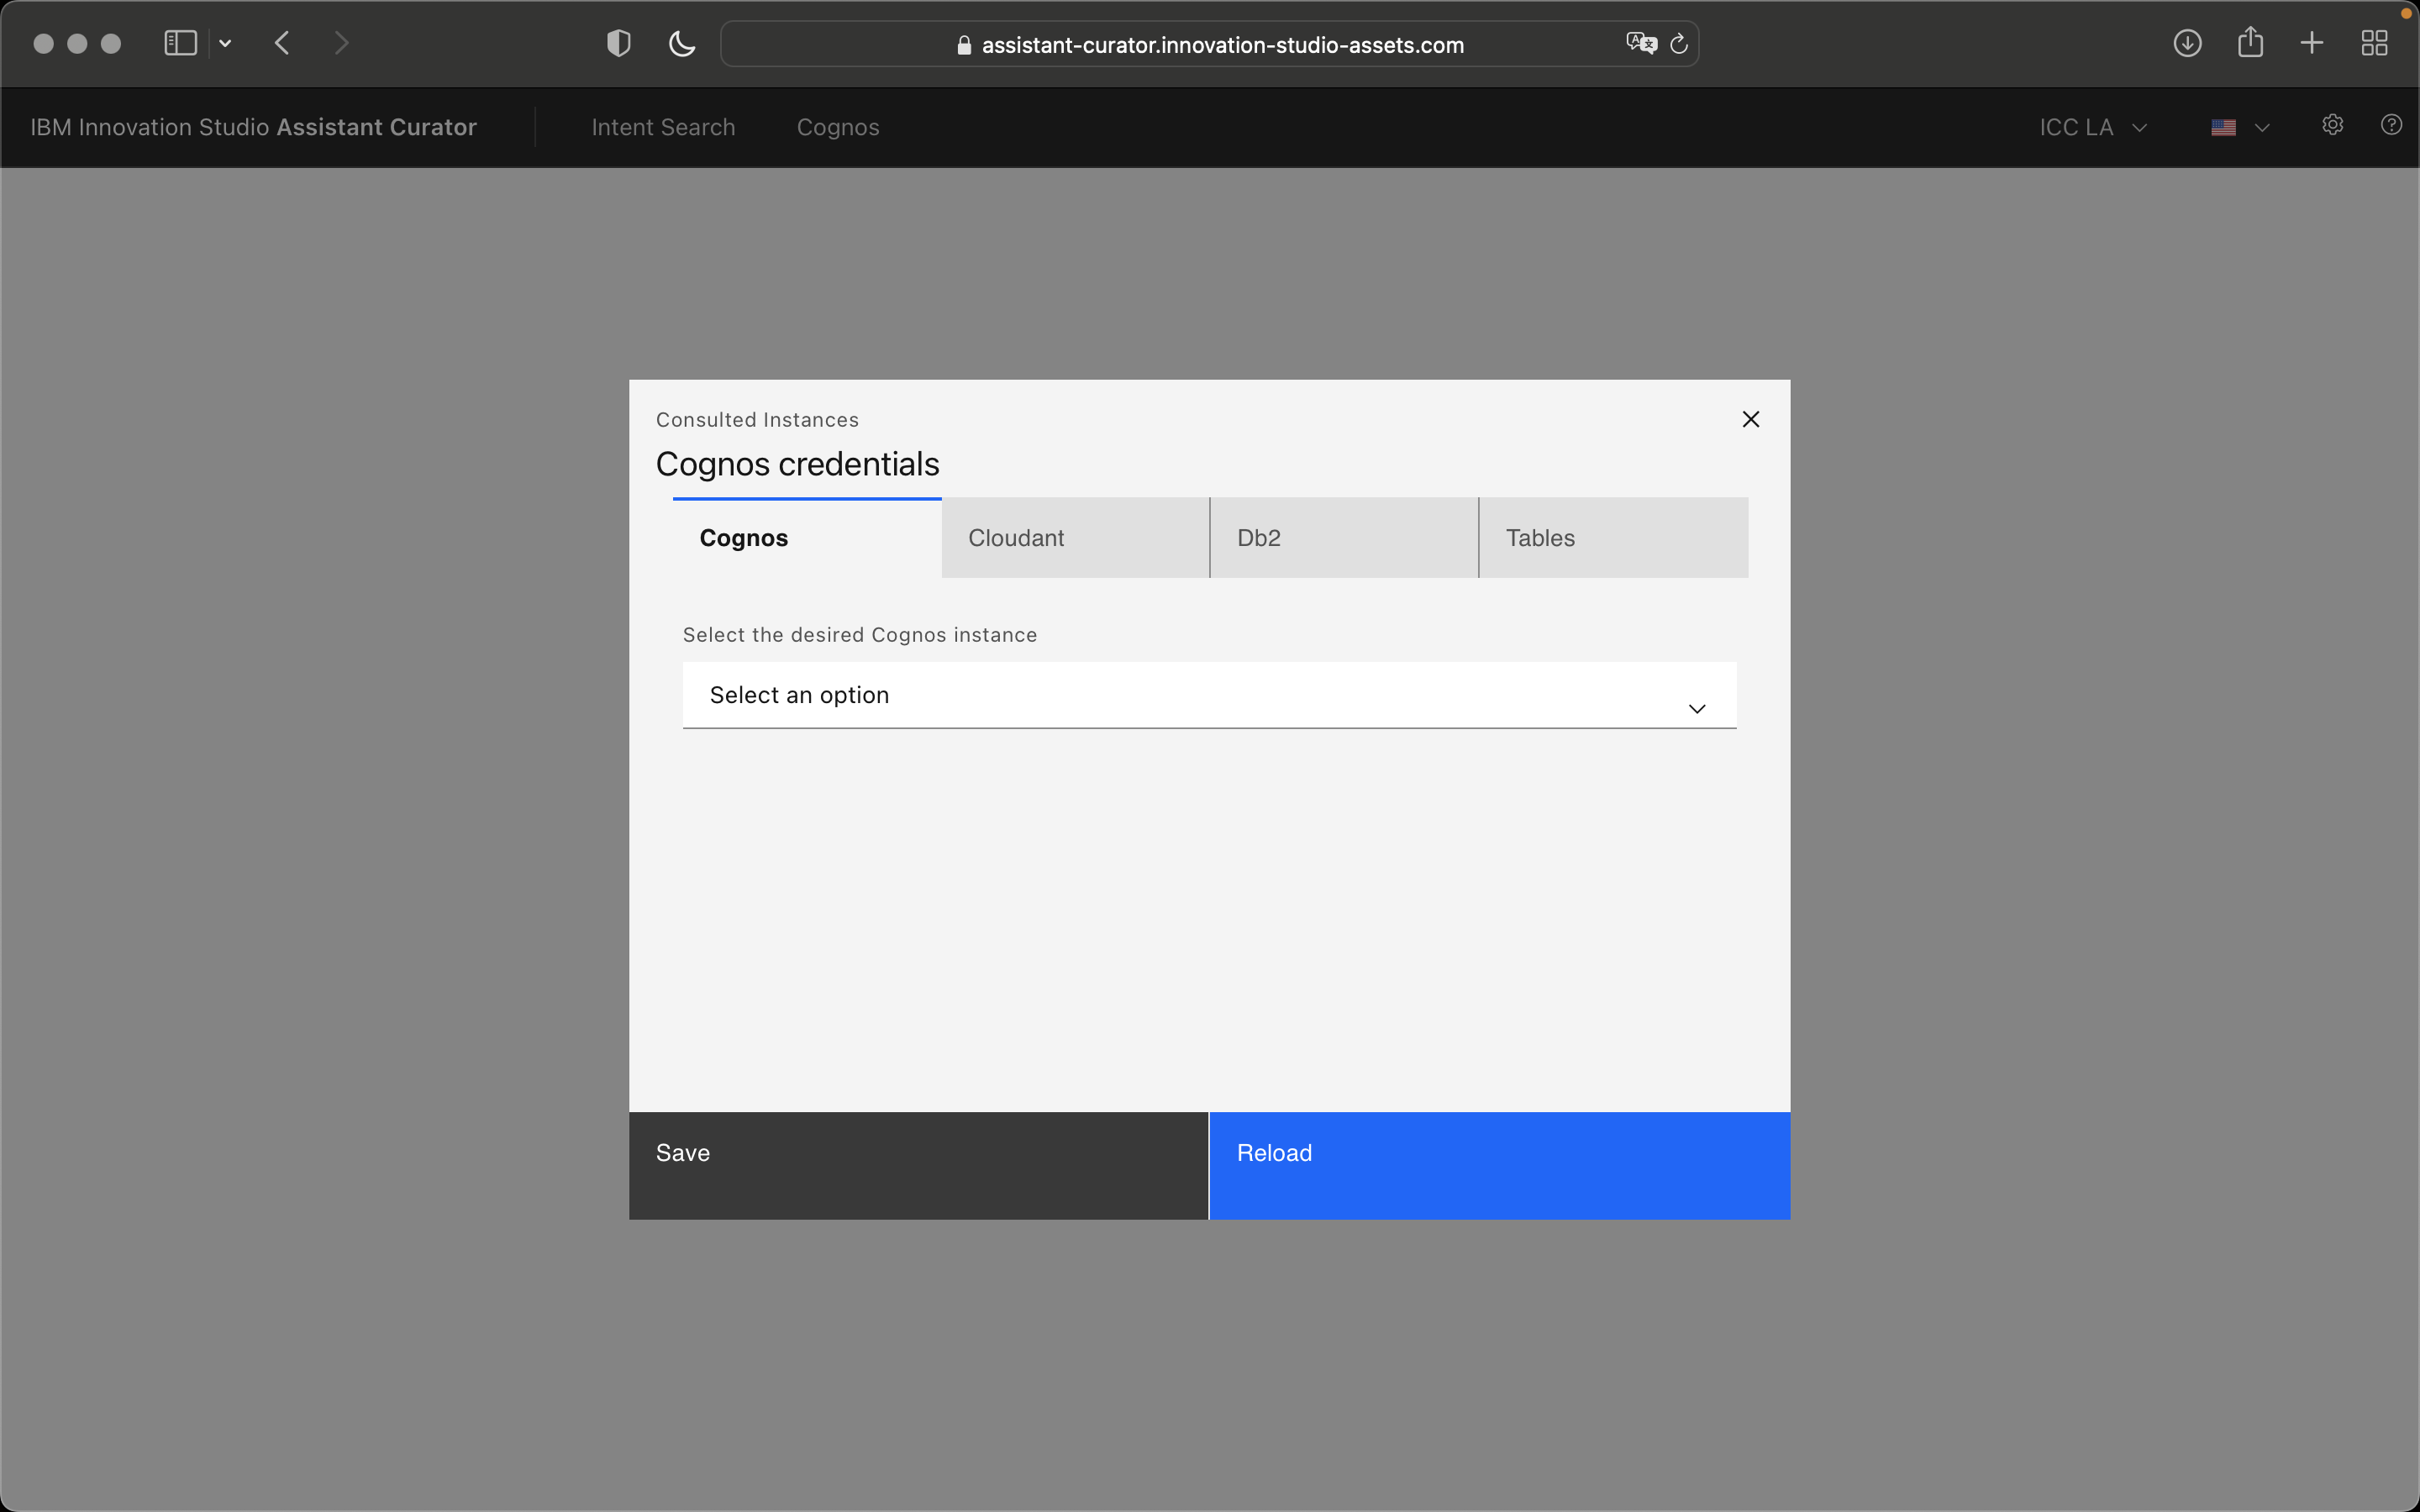 assistant-curator.innovation-studio-assets.com
IBM Innovation Studio Assistant Curator
Intent Search
Cognos
ICC LA
Consulted Instances
Cognos credentials
Cognos
Cloudant
Db2
Tables
Select the desired Cognos instance
Select an option
Save
Reload